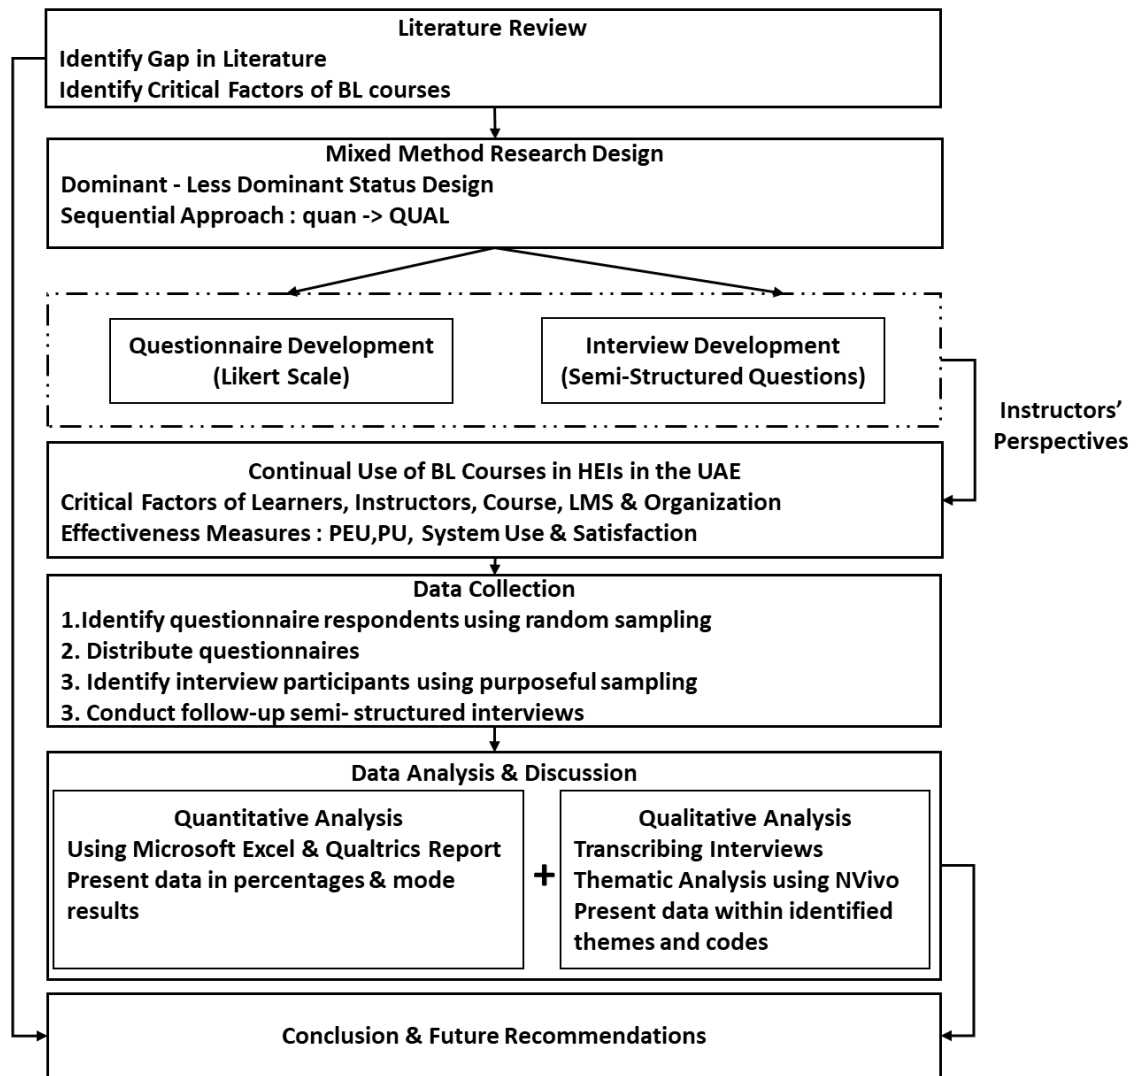 Literature Review
Identify Gap in Literature
Identify Critical Factors of BL courses
Mixed Method Research Design
Dominant - Less Dominant Status Design
Sequential Approach : quan -> QUAL
Questionnaire Development
(Likert Scale)
Interview Development
(Semi-Structured Questions)
Instructors’
Perspectives
Continual Use of BL Courses in HEIs in the UAE
Critical Factors of Learners, Instructors, Course, LMS & Organization
Effectiveness Measures : PEU,PU, System Use & Satisfaction
Data Collection
1.Identify questionnaire respondents using random sampling
2. Distribute questionnaires
3. Identify interview participants using purposeful sampling
3. Conduct follow-up semi- structured interviews
Data Analysis & Discussion
Quantitative Analysis
Using Microsoft Excel & Qualtrics Report
Present data in percentages & mode
results
+
Qualitative Analysis
Transcribing Interviews
Thematic Analysis using NVivo
Present data within identified
themes and codes
Conclusion & Future Recommendations